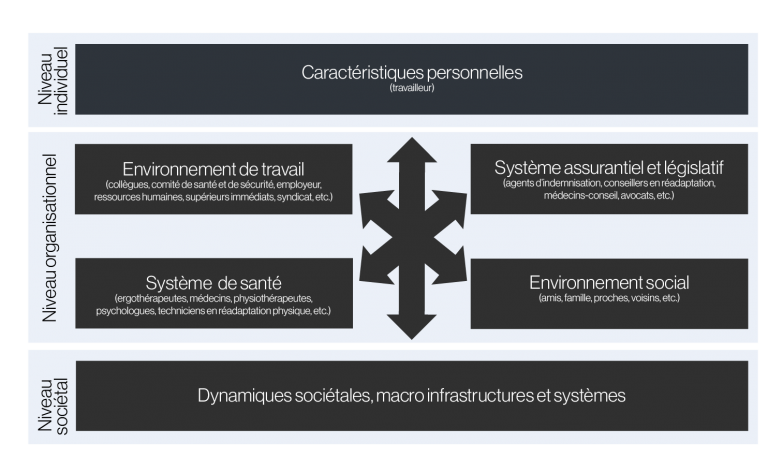 Niveau
individuel
Caractéristiques personnelles
(travailleur)
Niveau organisationnel
Environnement de travail
(collègues, comité de santé et de sécurité, employeur,
ressources humaines, supérieurs immédiats, syndicat, etc.)
Système assurantiel et législatif
(agents d'indemnisation, conseillers en réadaptation,
médecins-conseil, avocats, etc.)
Système de santé
(ergothérapeutes, médecins, physiothérapeutes,
psychologues, techniciens en réadaptation physique, etc.)
Environnement social
(amis, famille, proches, voisins, etc.)
Niveau
sociétal
Dynamiques sociétales, macro infrastructures et systèmes